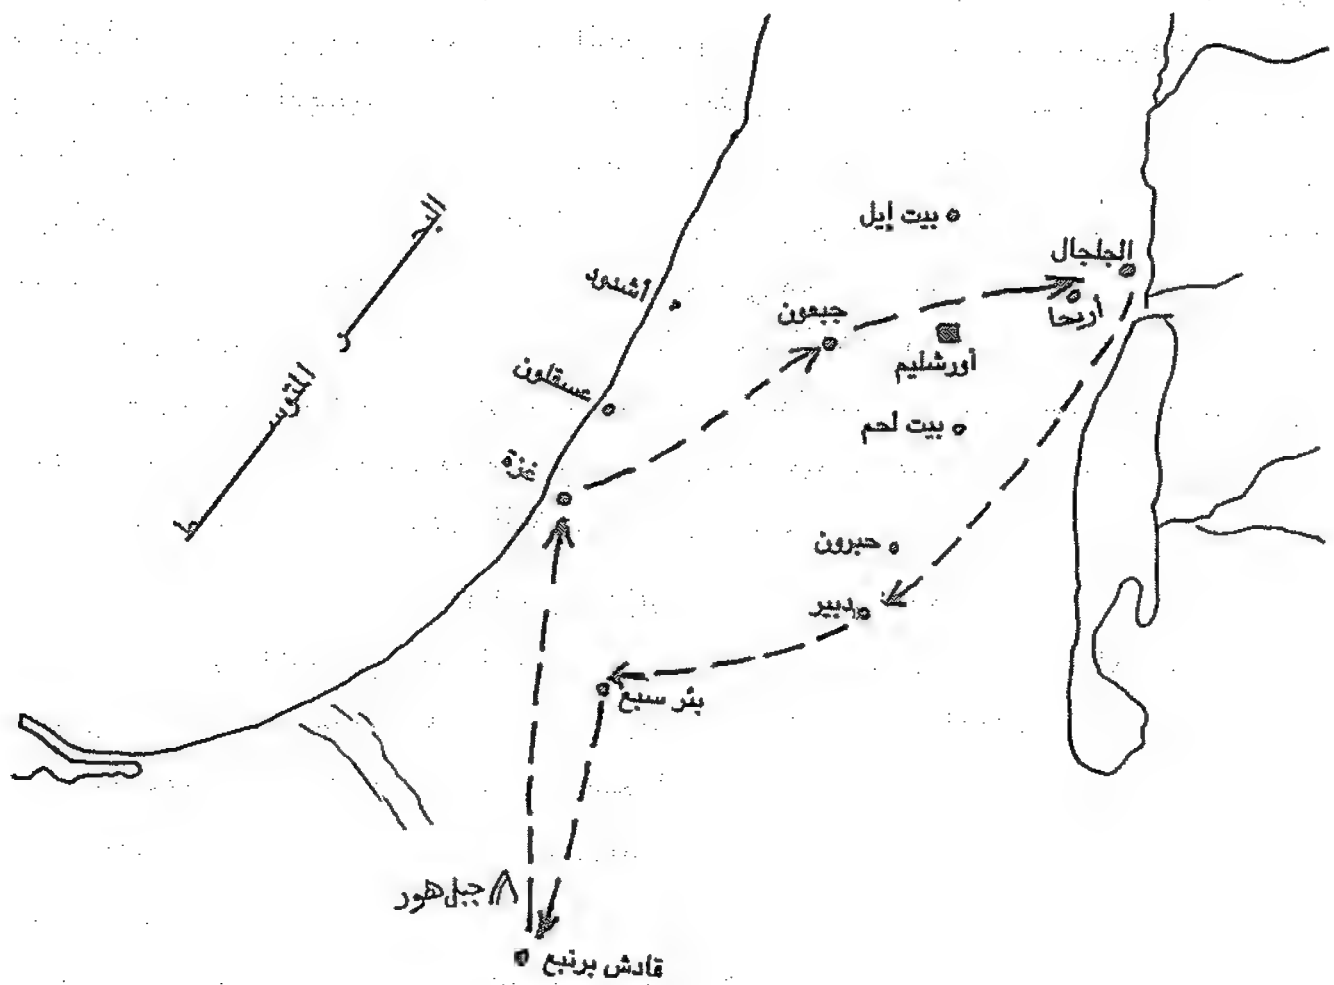 البحر
المتوسط
بيت إيل
الجلجال
أشدود
أريحا
جبعون
أورشليم
عسقلون
بيت لحم
غزة
حبرون
دبير
بئر سبع
جبل هور
قادش برنيع